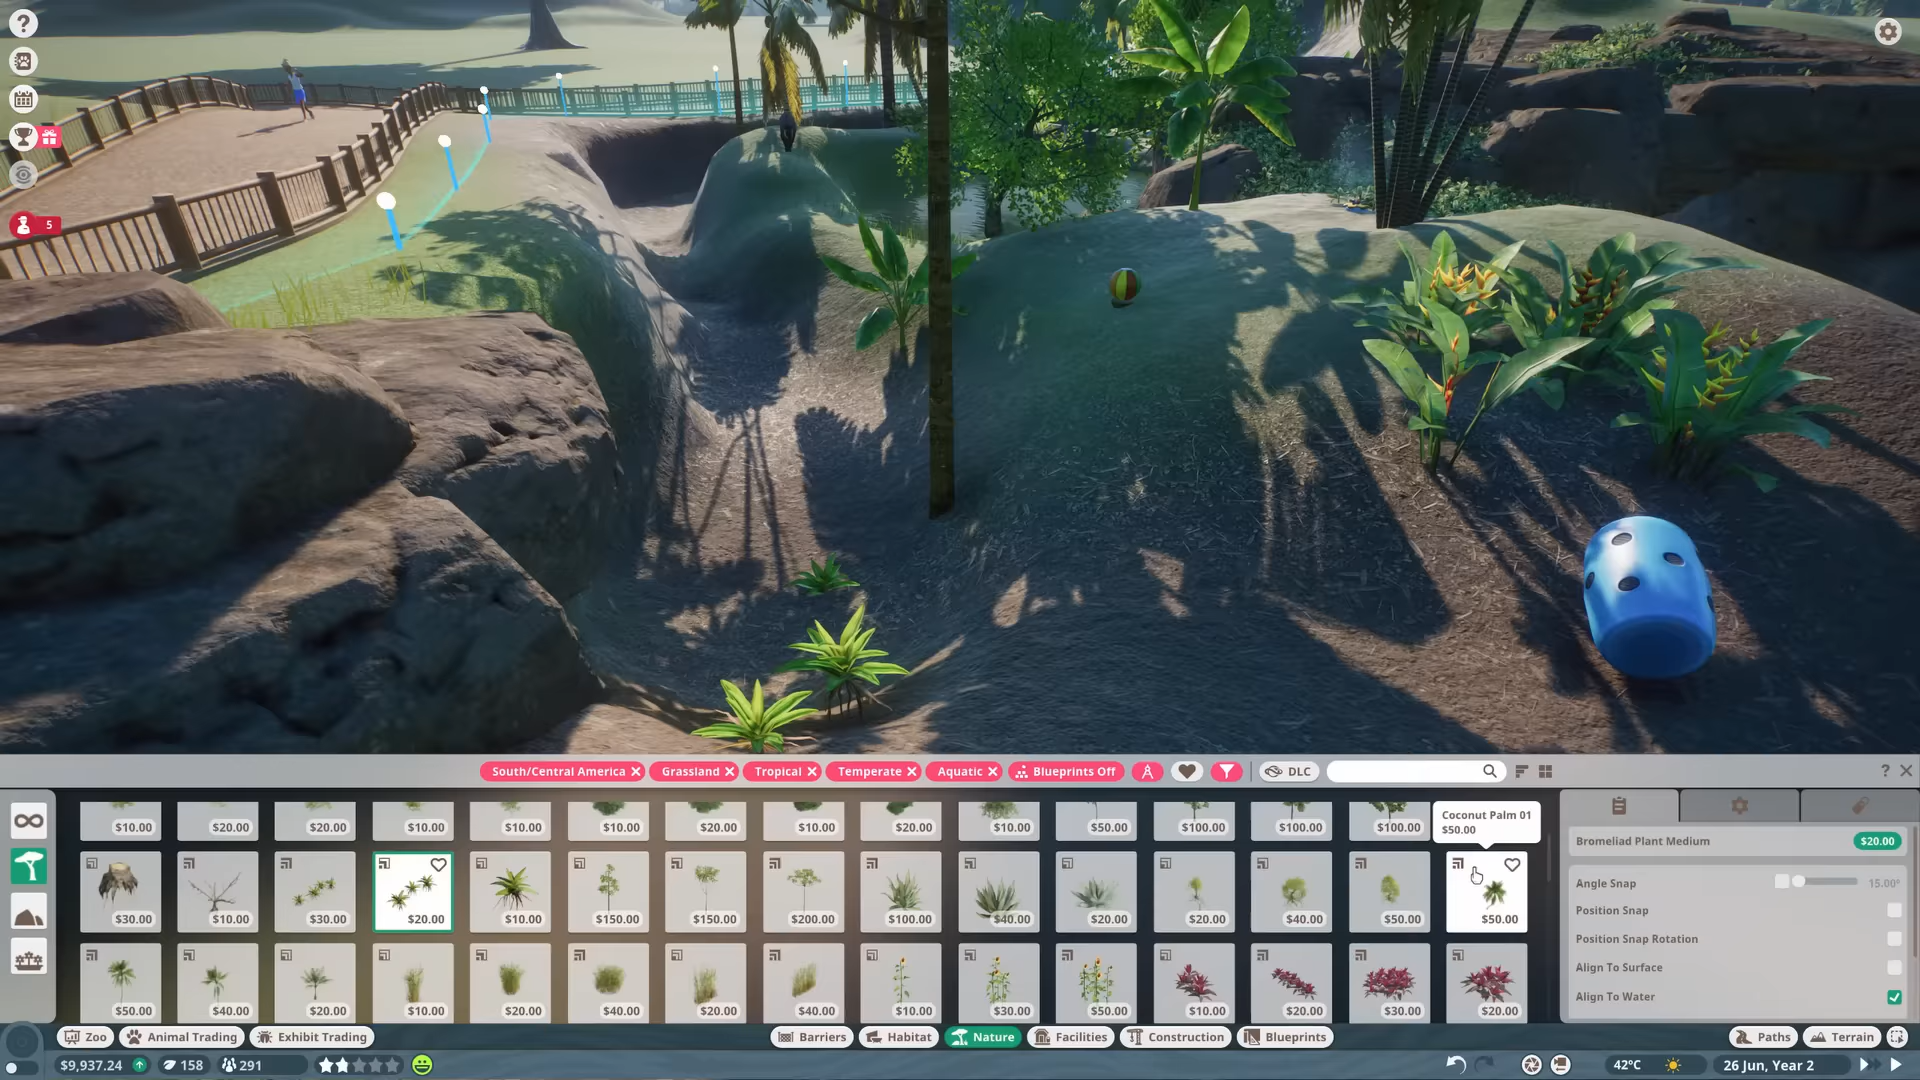 ?
5
South/Central America ✕ Grassland ✕ Tropical ✕ Temperate ✕ Aquatic ✕ Blueprints Off DLC ? ✕
$10.00 $20.00 $20.00 $10.00 $10.00 $10.00 $20.00 $10.00 $20.00 $10.00 $50.00 $100.00 $100.00 $100.00
Coconut Palm 01
$50.00
$30.00 $10.00 $30.00 $20.00 $10.00 $150.00 $150.00 $200.00 $100.00 $40.00 $20.00 $20.00 $40.00 $50.00 $50.00
$50.00 $40.00 $20.00 $10.00 $20.00 $40.00 $20.00 $40.00 $10.00 $30.00 $50.00 $10.00 $20.00 $30.00 $20.00
Bromeliad Plant Medium $20.00
Angle Snap 15.00°
Position Snap
Position Snap Rotation
Align To Surface
Align To Water
Zoo Animal Trading Exhibit Trading Barriers Habitat Nature Facilities Construction Blueprints Paths Terrain
$9,937.24 158 291 42°C 26 Jun, Year 2